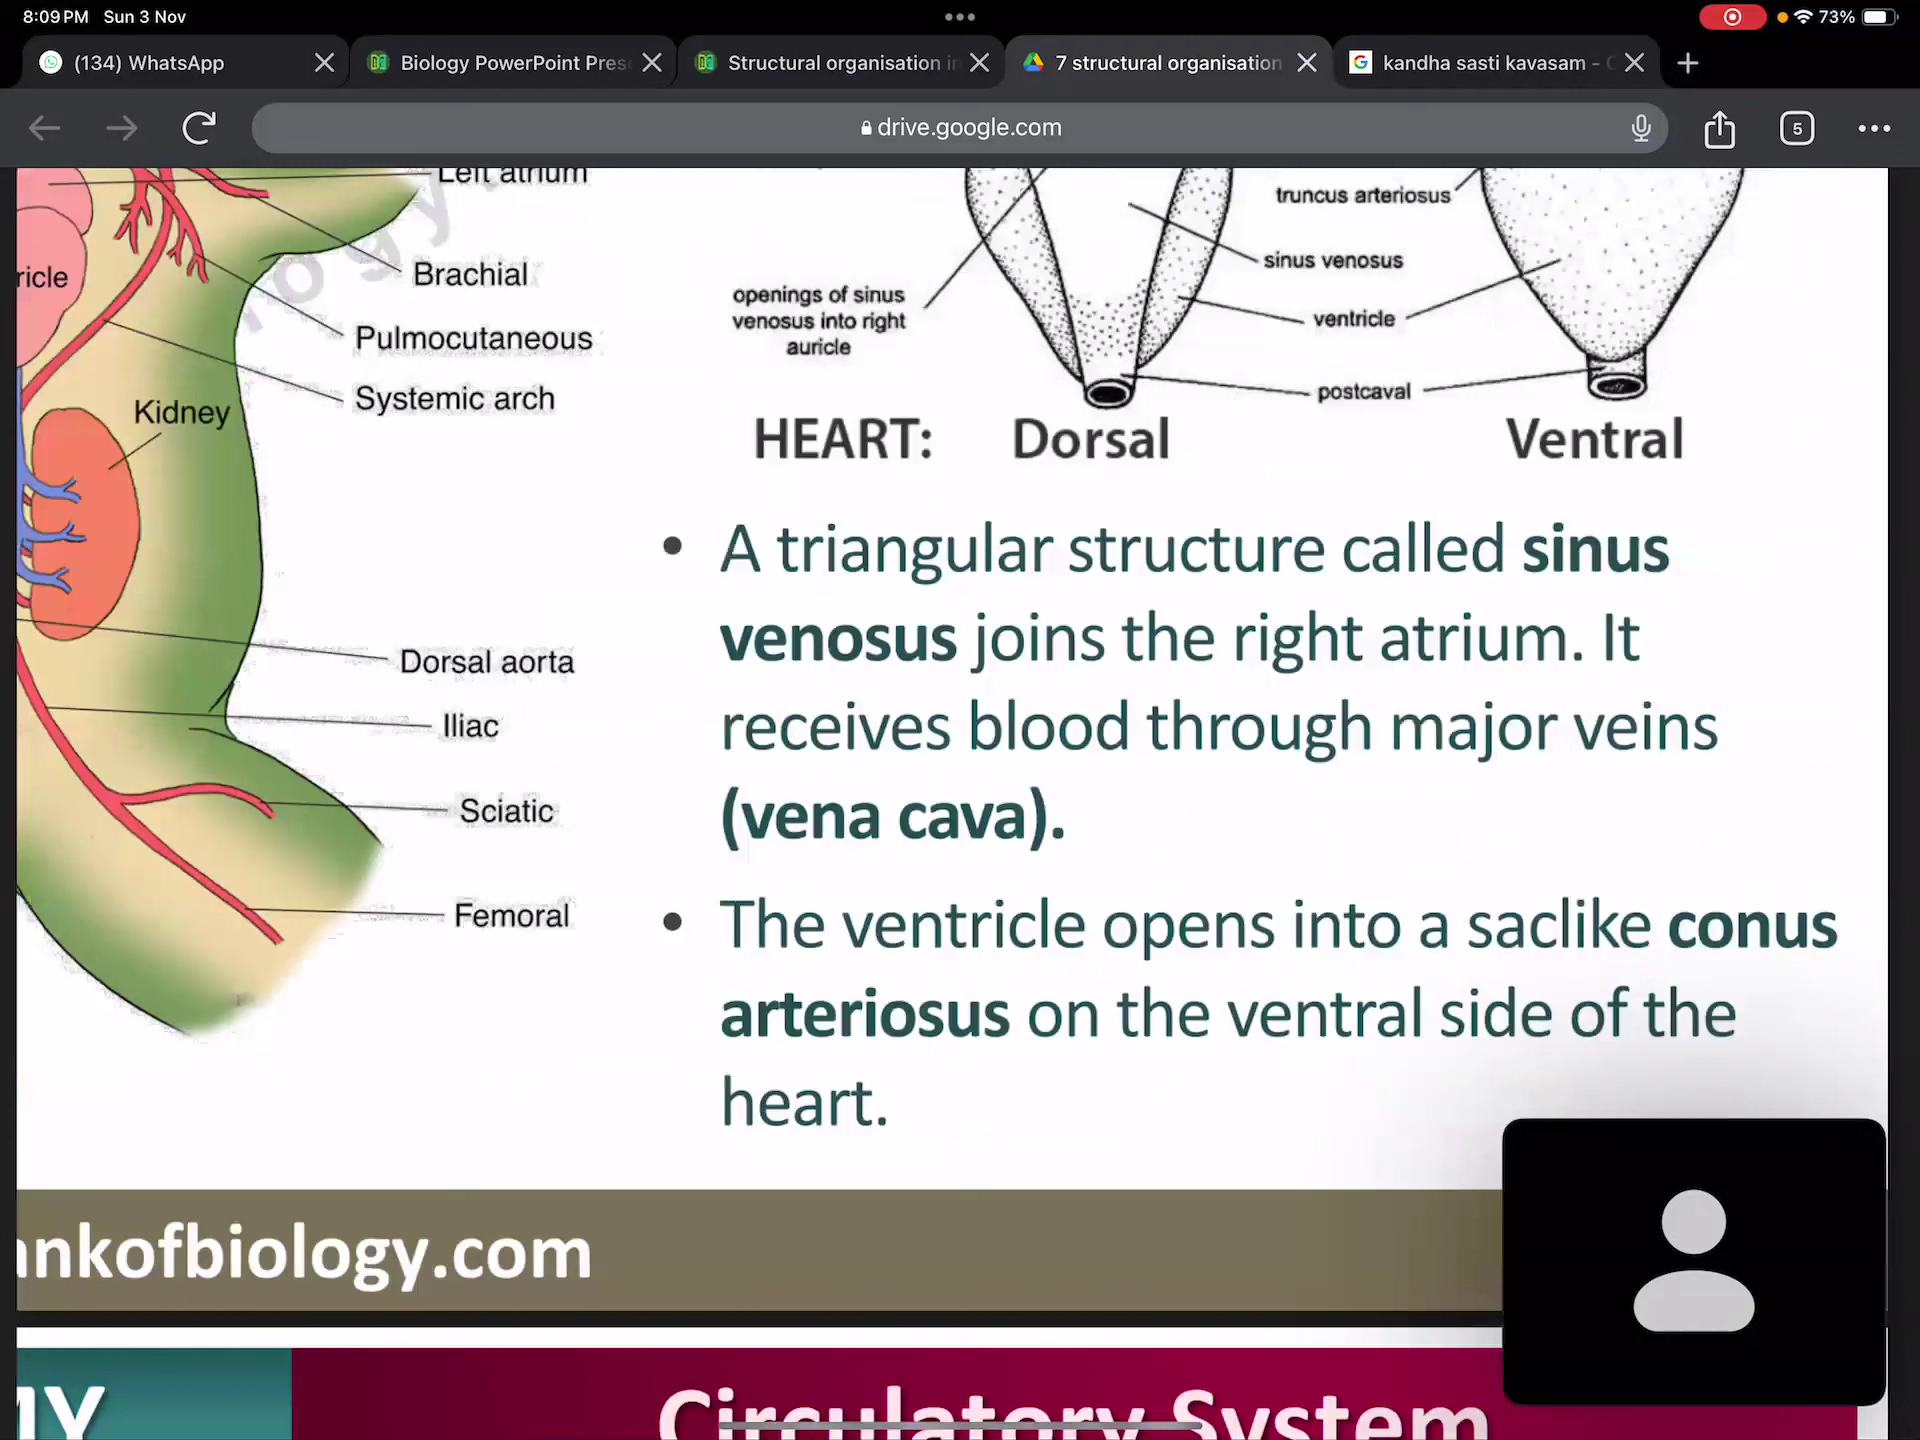 8:09 PM Sun 3 Nov
73%
(134) WhatsApp
Biology PowerPoint Pres
Structural organisation in
7 structural organisation
kandha sasti kavasam -
drive.google.com
5
Left atrium
Brachial
ricle
Pulmocutaneous
Systemic arch
Kidney
Dorsal aorta
Iliac
Sciatic
Femoral
truncus arteriosus
sinus venosus
openings of sinus
venosus into right
auricle
ventricle
postcaval
HEART: Dorsal Ventral
• A triangular structure called sinus
venosus joins the right atrium. It
receives blood through major veins
(vena cava).
• The ventricle opens into a saclike conus
arteriosus on the ventral side of the
heart.
ankofbiology.com
MY
Circulatory System